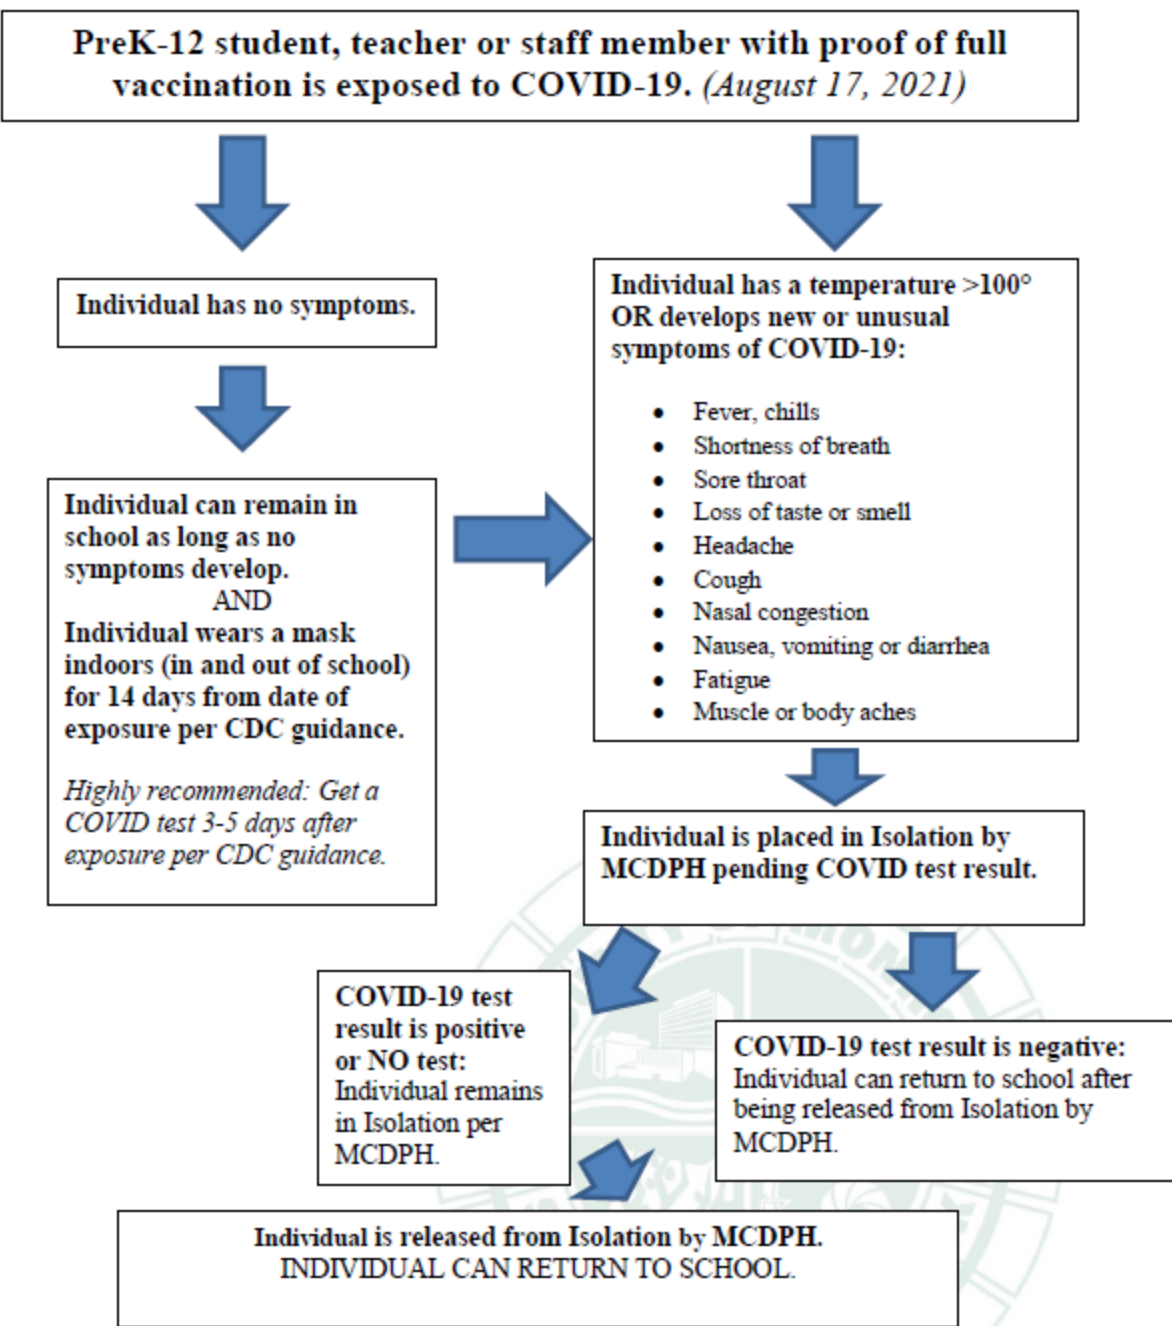 PreK-12 student, teacher or staff member with proof of full
vaccination is exposed to COVID-19. (August 17, 2021)
Individual has no symptoms.
Individual can remain in
school as long as no
symptoms develop.
AND
Individual wears a mask
indoors (in and out of school)
for 14 days from date of
exposure per CDC guidance.
Highly recommended: Get a
COVID test 3-5 days after
exposure per CDC guidance.
Individual has a temperature >100°
OR develops new or unusual
symptoms of COVID-19:
• Fever, chills
• Shortness of breath
• Sore throat
• Loss of taste or smell
• Headache
• Cough
• Nasal congestion
• Nausea, vomiting or diarrhea
• Fatigue
• Muscle or body aches
Individual is placed in Isolation by
MCDPH pending COVID test result.
COVID-19 test
result is positive
or NO test:
Individual remains
in Isolation per
MCDPH.
COVID-19 test result is negative:
Individual can return to school after
being released from Isolation by
MCDPH.
Individual is released from Isolation by MCDPH.
INDIVIDUAL CAN RETURN TO SCHOOL.